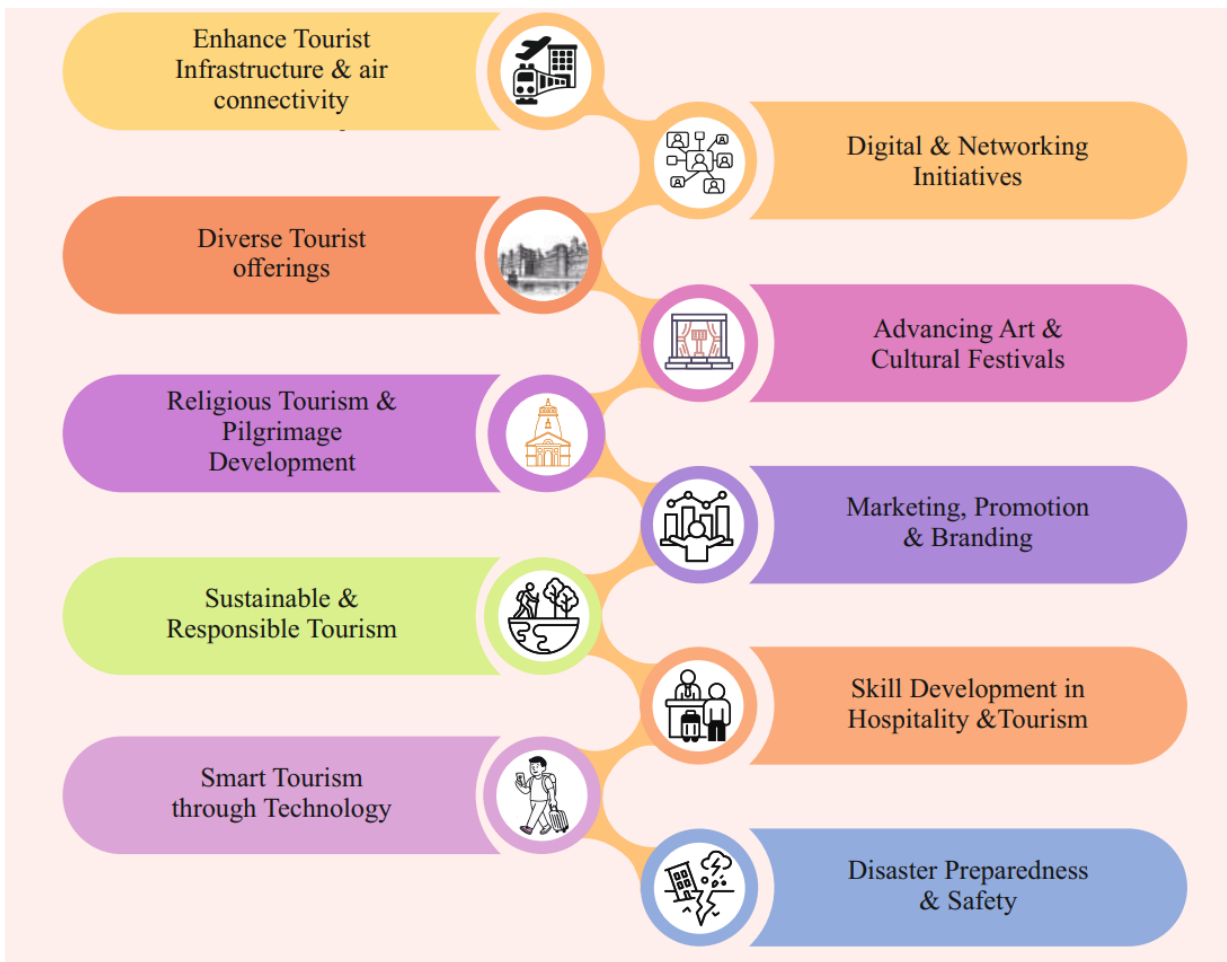 Enhance Tourist
Infrastructure & air
connectivity
Digital & Networking
Initiatives
Diverse Tourist
offerings
Advancing Art &
Cultural Festivals
Religious Tourism &
Pilgrimage
Development
Marketing, Promotion
& Branding
Sustainable &
Responsible Tourism
Skill Development in
Hospitality &Tourism
Smart Tourism
through Technology
Disaster Preparedness
& Safety